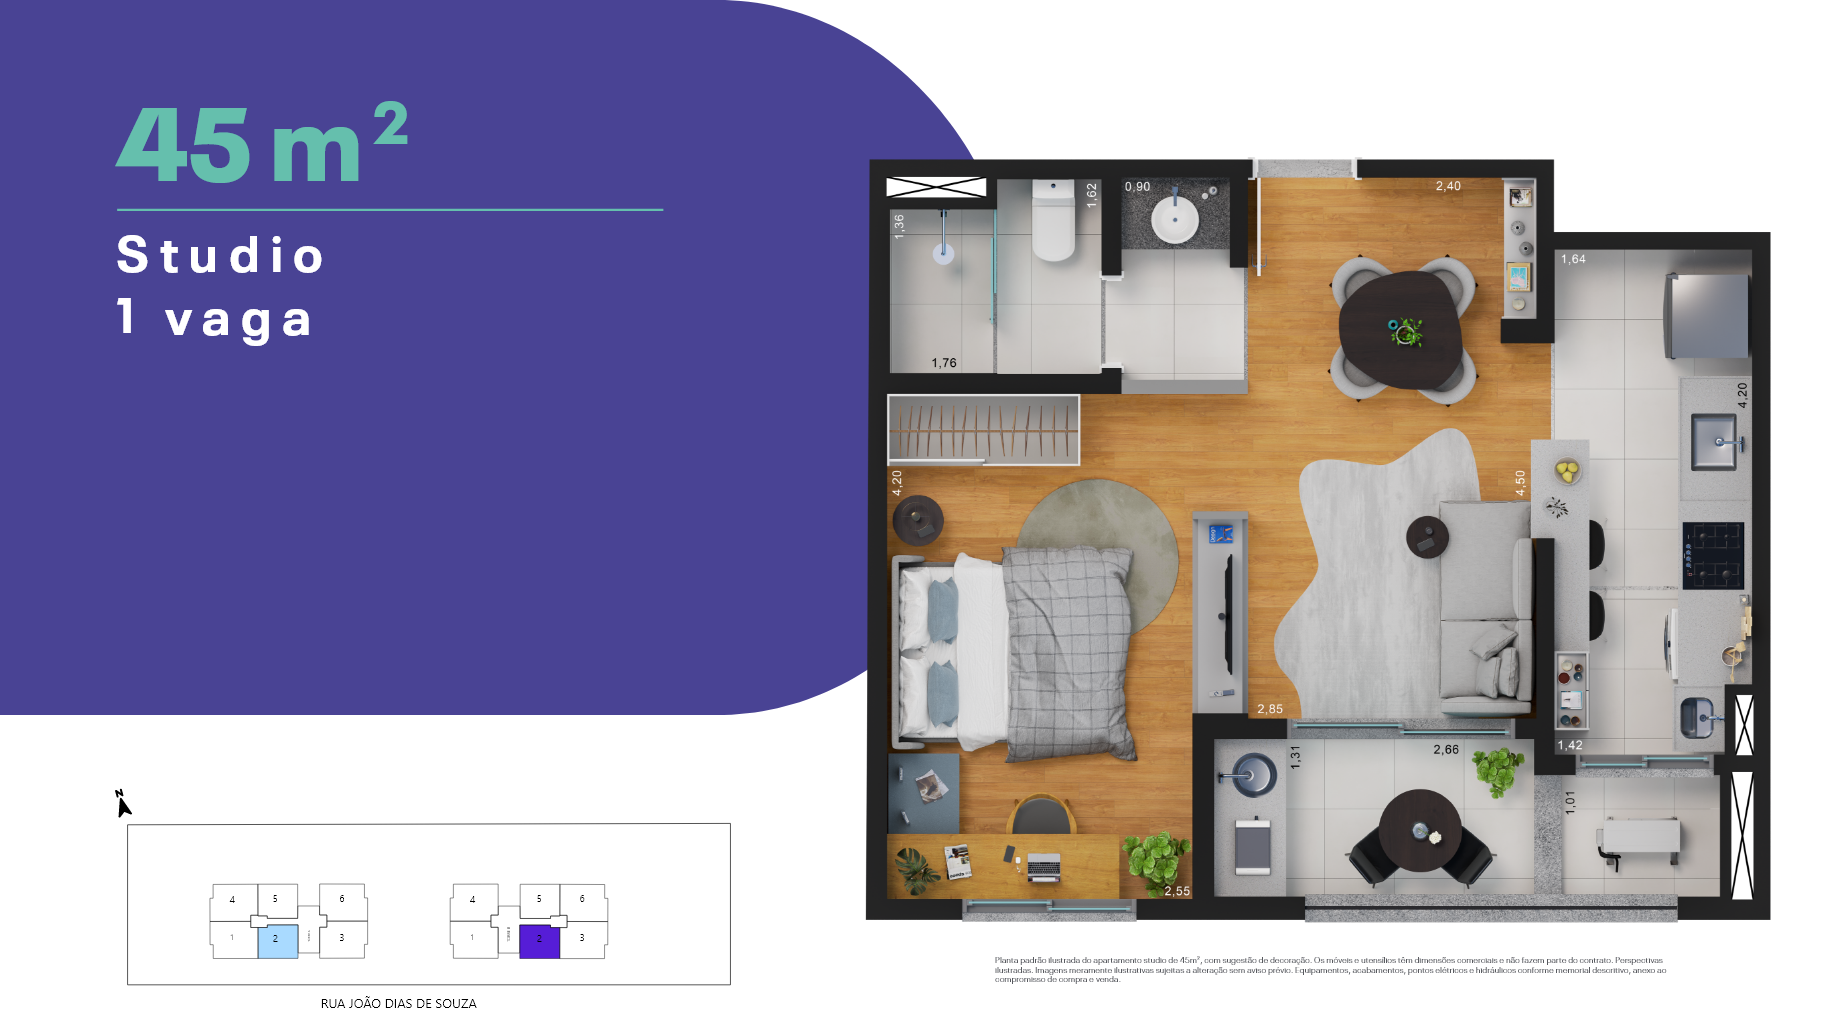 45 m²
Studio
1 vaga
1,62
0,90
2,40
1,36
1,64
1,76
4,20
4,20
4,50
2,85
1,42
2,66
1,31
1,01
2,55
N
4 5 6
1 2 3
4 5 6
1 2 3
RUA JOÃO DIAS DE SOUZA
Planta padrão ilustrada do apartamento studio de 45m², com sugestão de decoração. Os móveis e utensílios têm dimensões comerciais e não fazem parte do contrato. Perspectivas
ilustradas. Imagens meramente ilustrativas sujeitas a alteração sem aviso prévio. Equipamentos, acabamentos, pontos elétricos e hidráulicos conforme memorial descritivo, anexo ao
compromisso de compra e venda.